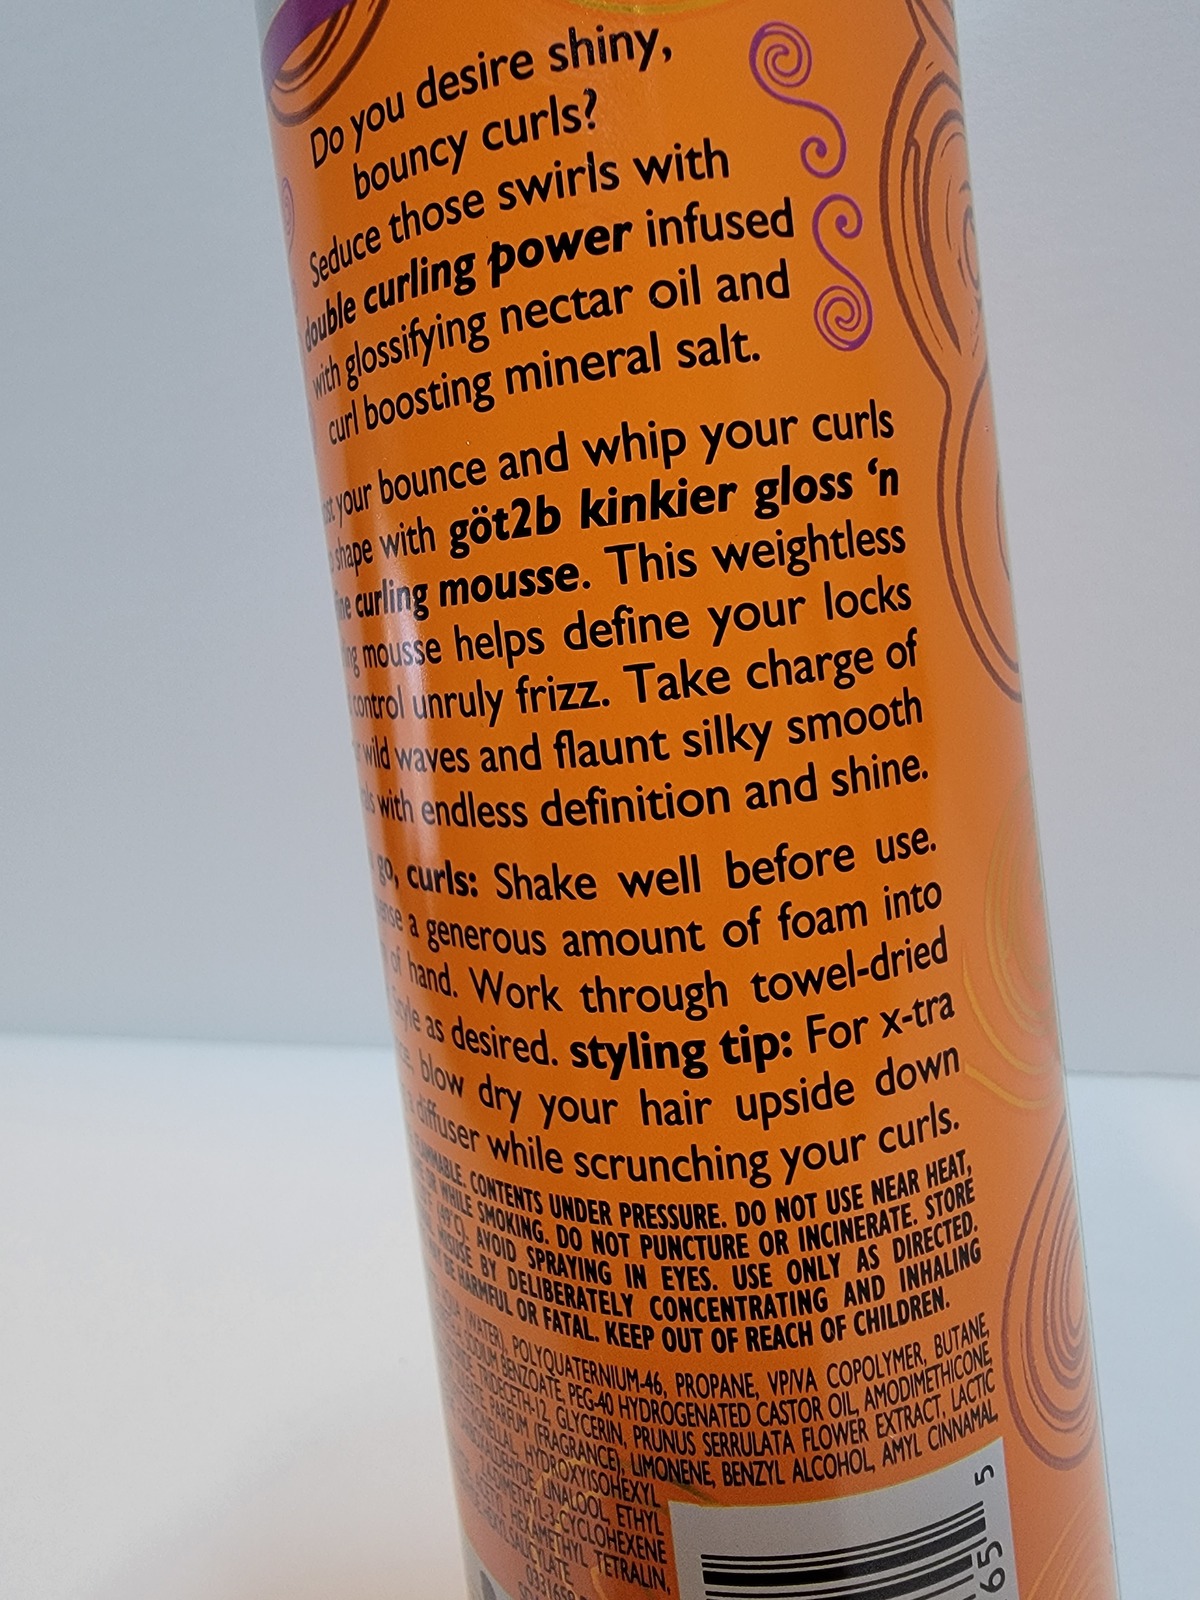 Do you desire shiny,
bouncy curls?
Seduce those swirls with
double curling power infused
with glossifying nectar oil and
curl boosting mineral salt.
your bounce and whip your curls
shape with göt2b kinkier gloss 'n
curling mousse. This weightless
mousse helps define your locks
control unruly frizz. Take charge of
wild waves and flaunt silky smooth
with endless definition and shine.
go, curls: Shake well before use.
a generous amount of foam into
of hand. Work through towel-dried
Style as desired. styling tip: For x-tra
blow dry your hair upside down
a diffuser while scrunching your curls.
CONTENTS UNDER PRESSURE. DO NOT USE NEAR HEAT,
WHILE SMOKING. DO NOT PUNCTURE OR INCINERATE. STORE
AVOID SPRAYING IN EYES. USE ONLY AS DIRECTED.
MISUSE BY DELIBERATELY CONCENTRATING AND INHALING
BE HARMFUL OR FATAL. KEEP OUT OF REACH OF CHILDREN.
(WATER), POLYQUATERNIUM-46, PROPANE, VP/VA COPOLYMER, BUTANE,
SODIUM BENZOATE, PEG-40 HYDROGENATED CASTOR OIL, AMODIMETHICONE,
TRIDECETH-12, GLYCERIN, PRUNUS SERRULATA FLOWER EXTRACT, LACTIC
PARFUM (FRAGRANCE), LIMONENE, BENZYL ALCOHOL, AMYL CINNAMAL,
HYDROXYISOHEXYL
LINALOOL, ETHYL
HEXAMETHYL TETRALIN,
5
65